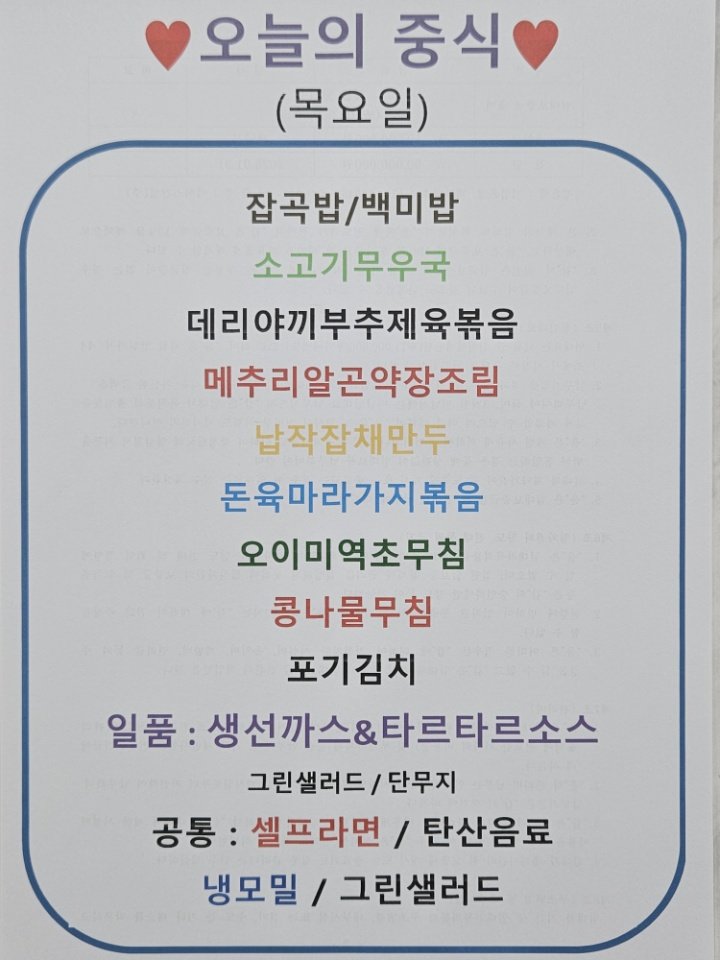 ♥오늘의 중식♥
(목요일)
잡곡밥/백미밥
소고기무우국
데리야끼부추제육볶음
메추리알곤약장조림
납작잡채만두
돈육마라가지볶음
오이미역초무침
콩나물무침
포기김치
일품 : 생선까스&타르타르소스
그린샐러드 / 단무지
공통 : 셀프라면 / 탄산음료
냉모밀 / 그린샐러드